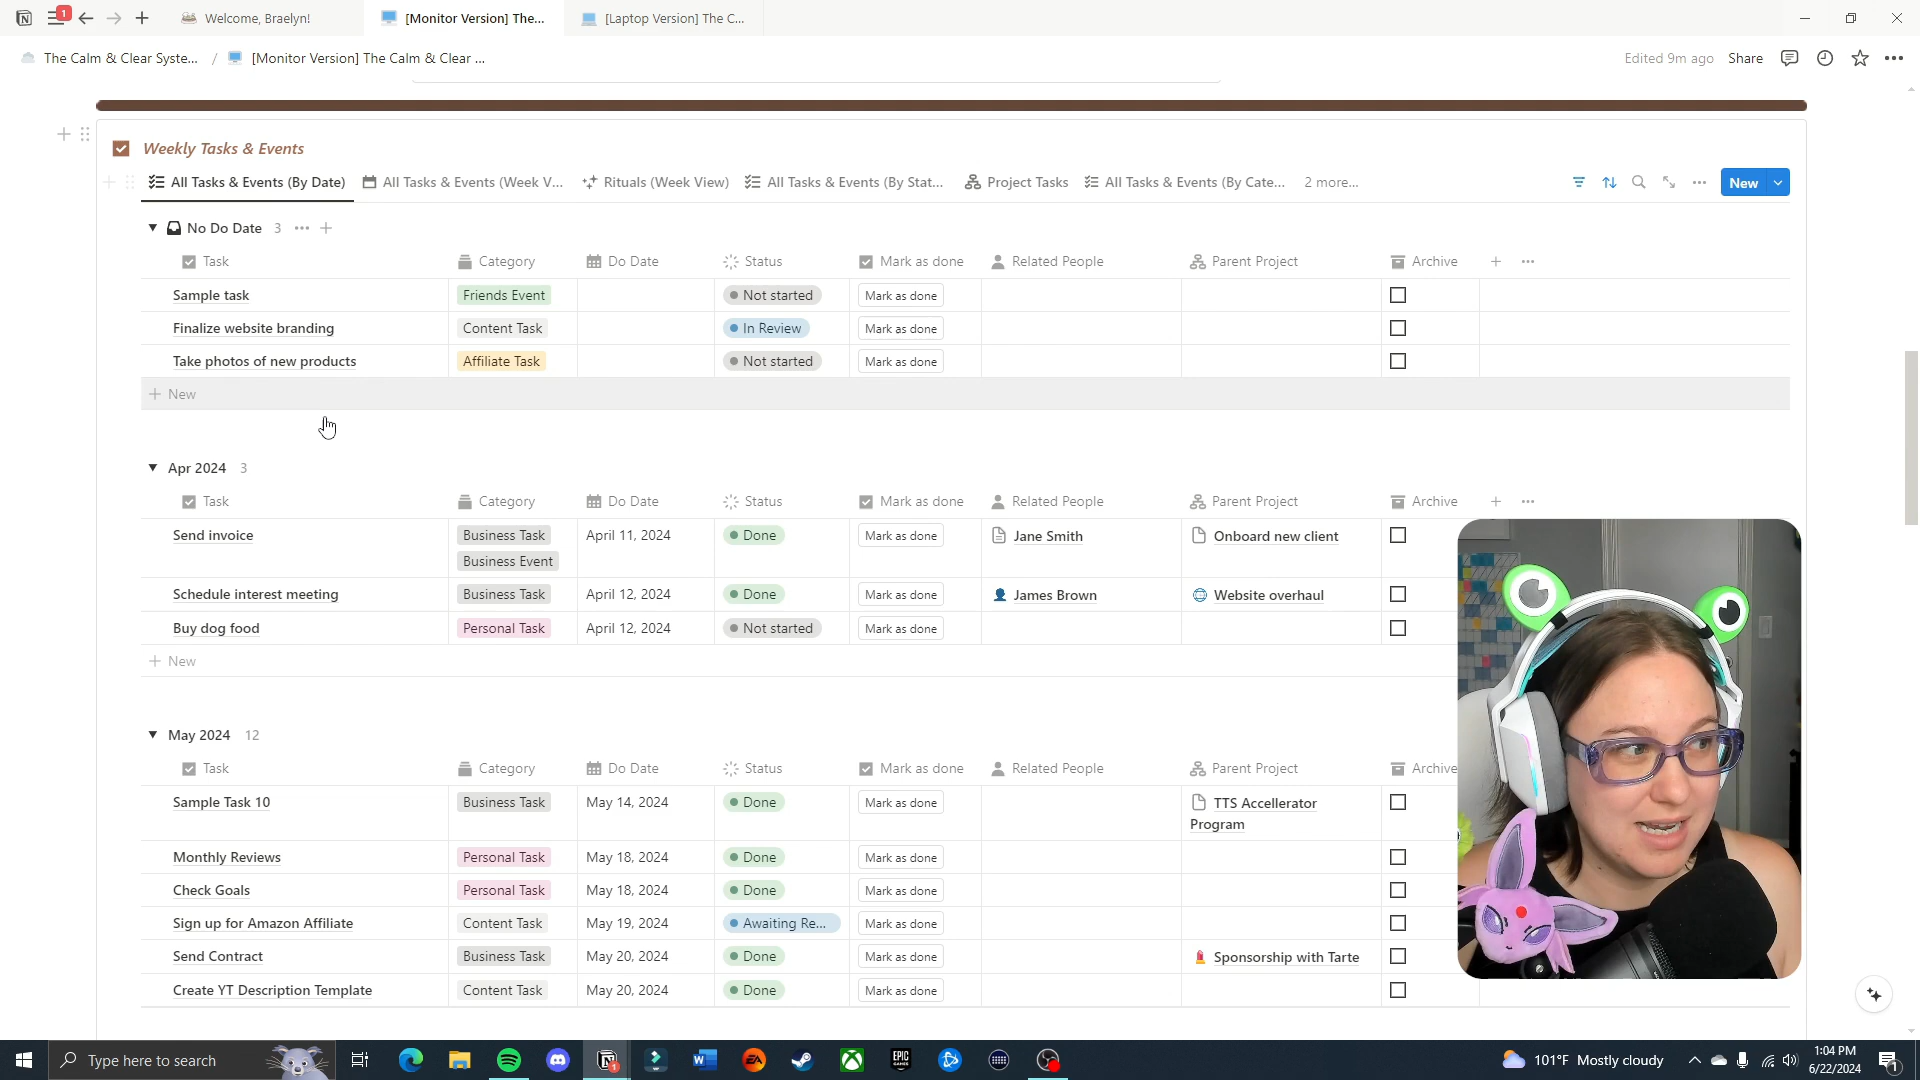 1
Welcome, Braelyn!
[Monitor Version] The...
[Laptop Version] The C...
The Calm & Clear Syste... / [Monitor Version] The Calm & Clear ...
Edited 9m ago Share
Weekly Tasks & Events
All Tasks & Events (By Date) All Tasks & Events (Week V... Rituals (Week View) All Tasks & Events (By Stat... Project Tasks All Tasks & Events (By Cate... 2 more... New
No Do Date 3
Task Category Do Date Status Mark as done Related People Parent Project Archive
Sample task Friends Event Not started Mark as done
Finalize website branding Content Task In Review Mark as done
Take photos of new products Affiliate Task Not started Mark as done
New
Apr 2024 3
Task Category Do Date Status Mark as done Related People Parent Project Archive
Send invoice Business Task April 11, 2024 Done Mark as done Jane Smith Onboard new client
Business Event
Schedule interest meeting Business Task April 12, 2024 Done Mark as done James Brown Website overhaul
Buy dog food Personal Task April 12, 2024 Not started Mark as done
New
May 2024 12
Task Category Do Date Status Mark as done Related People Parent Project Archive
Sample Task 10 Business Task May 14, 2024 Done Mark as done TTS Accellerator
Program
Monthly Reviews Personal Task May 18, 2024 Done Mark as done
Check Goals Personal Task May 18, 2024 Done Mark as done
Sign up for Amazon Affiliate Content Task May 19, 2024 Awaiting Re... Mark as done
Send Contract Business Task May 20, 2024 Done Mark as done Sponsorship with Tarte
Create YT Description Template Content Task May 20, 2024 Done Mark as done
Type here to search
W
EA
EPIC
GAMES
101°F Mostly cloudy
1:04 PM
6/22/2024
1